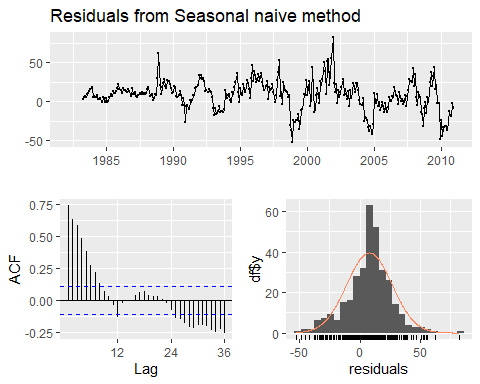 Residuals from Seasonal naive method
50
0
-50
1985 1990 1995 2000 2005 2010
0.75
0.50
0.25
0.00
-0.25
ACF
12 24 36
Lag
60
40
20
0
df$y
-50 0 50
residuals